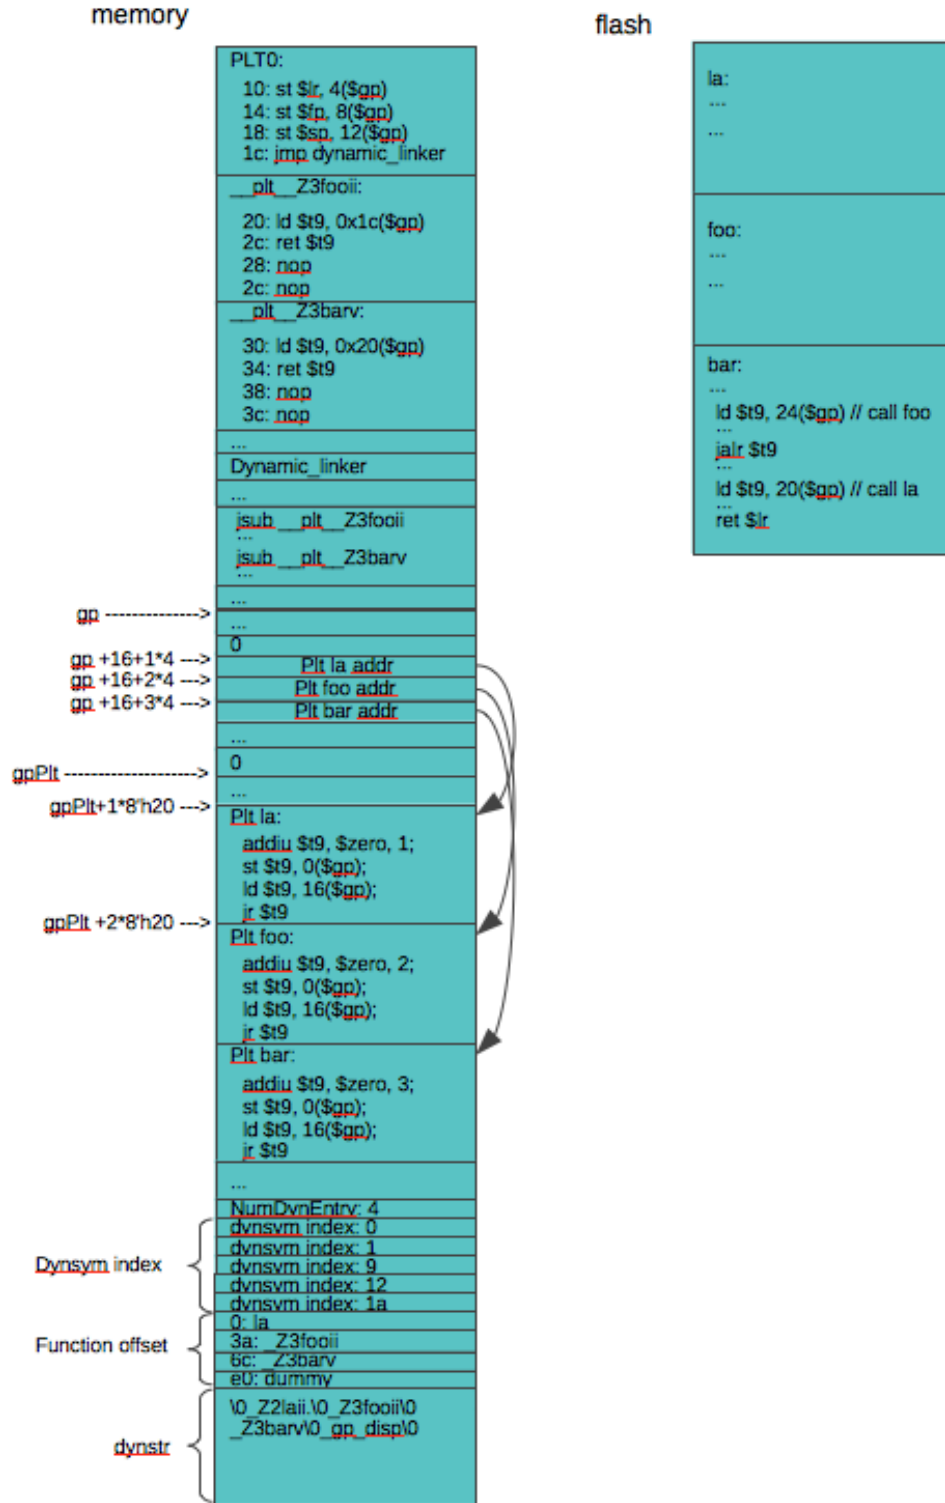 memory
PLT0:
10: st $lr, 4($gp)
14: st $fp, 8($gp)
18: st $sp, 12($gp)
1c: jmp dynamic_linker
__plt__Z3fooii:
20: ld $t9, 0x1c($gp)
2c: ret $t9
28: nop
2c: nop
__plt__Z3barv:
30: ld $t9, 0x20($gp)
34: ret $t9
38: nop
3c: nop
...
Dynamic_linker
...
jsub __plt__Z3fooii
...
jsub __plt__Z3barv
...
...
gp -------------->
...
0
gp +16+1*4 --->
Plt la addr
gp +16+2*4 --->
Plt foo addr
gp +16+3*4 --->
Plt bar addr
...
gpPlt -------------------->
0
...
gpPlt+1*8'h20 --->
Plt la:
addiu $t9, $zero, 1;
st $t9, 0($gp);
ld $t9, 16($gp);
jr $t9
gpPlt +2*8'h20 --->
Plt foo:
addiu $t9, $zero, 2;
st $t9, 0($gp);
ld $t9, 16($gp);
jr $t9
Plt bar:
addiu $t9, $zero, 3;
st $t9, 0($gp);
ld $t9, 16($gp);
jr $t9
...
NumDynEntry: 4
Dynsym index
dynsym index: 0
dynsym index: 1
dynsym index: 9
dynsym index: 12
dynsym index: 1a
Function offset
0: la
3a: _Z3fooii
6c: _Z3barv
e0: dummy
dynstr
\0_Z2laii.\0_Z3fooii\0
_Z3barv\0_gp_disp\0
flash
la:
...
...
foo:
...
...
bar:
...
ld $t9, 24($gp) // call foo
...
jalr $t9
...
ld $t9, 20($gp) // call la
...
ret $lr